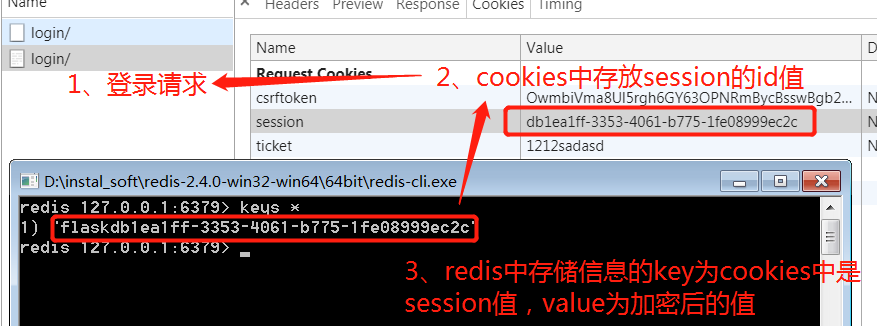 Name
× Headers Preview Response Cookies Timing
login/
login/
Name Value D
Request Cookies
csrftoken OwmbiVma8UI5rgh6GY63OPNRmBycBsswBgb2... N
session db1ea1ff-3353-4061-b775-1fe08999ec2c N
ticket 1212sadasd N
1、登录请求
2、cookies中存放session的id值
D:\instal_soft\redis-2.4.0-win32-win64\64bit\redis-cli.exe
redis 127.0.0.1:6379> keys *
1) "flaskdb1ea1ff-3353-4061-b775-1fe08999ec2c"
redis 127.0.0.1:6379> _
3、redis中存储信息的key为cookies中是
session值，value为加密后的值